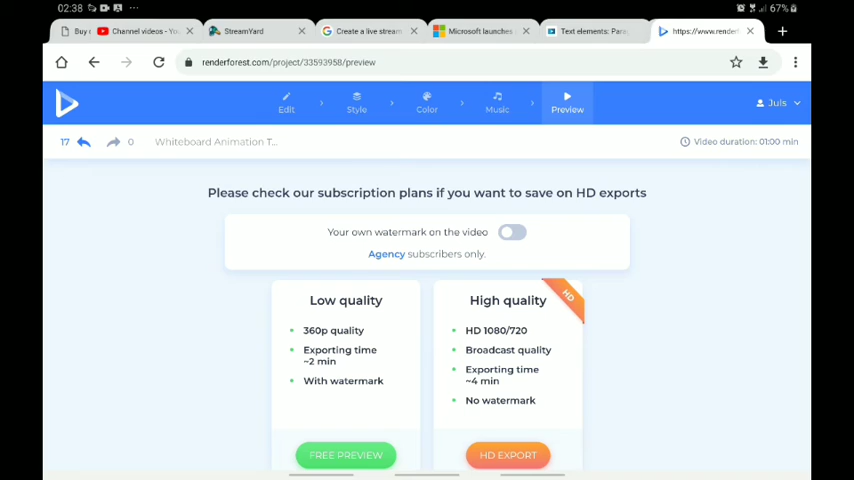 02:38
67%
Buy
Channel videos - You
StreamYard
Create a live stream
Microsoft launches
Text elements: Para
https://www.render
renderforest.com/project/33593958/preview
Edit
Style
Color
Music
Preview
Juls
17
0
Whiteboard Animation T...
Video duration: 01:00 min
Please check our subscription plans if you want to save on HD exports
Your own watermark on the video
Agency subscribers only.
Low quality
360p quality
Exporting time
~2 min
With watermark
FREE PREVIEW
High quality
HD
HD 1080/720
Broadcast quality
Exporting time
~4 min
No watermark
HD EXPORT